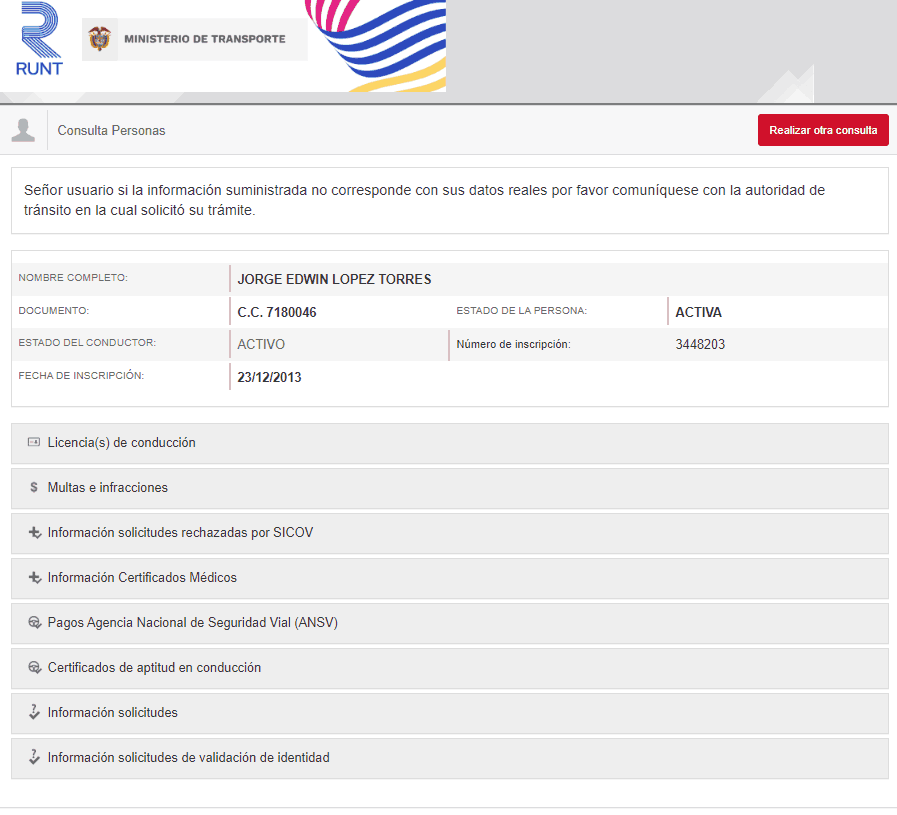 RUNT
MINISTERIO DE TRANSPORTE
Consulta Personas
Realizar otra consulta
Señor usuario si la información suministrada no corresponde con sus datos reales por favor comuníquese con la autoridad de
tránsito en la cual solicitó su trámite.
NOMBRE COMPLETO: JORGE EDWIN LOPEZ TORRES
DOCUMENTO: C.C. 7180046 ESTADO DE LA PERSONA: ACTIVA
ESTADO DEL CONDUCTOR: ACTIVO Número de inscripción: 3448203
FECHA DE INSCRIPCIÓN: 23/12/2013
Licencia(s) de conducción
$ Multas e infracciones
Información solicitudes rechazadas por SICOV
Información Certificados Médicos
Pagos Agencia Nacional de Seguridad Vial (ANSV)
Certificados de aptitud en conducción
Información solicitudes
Información solicitudes de validación de identidad